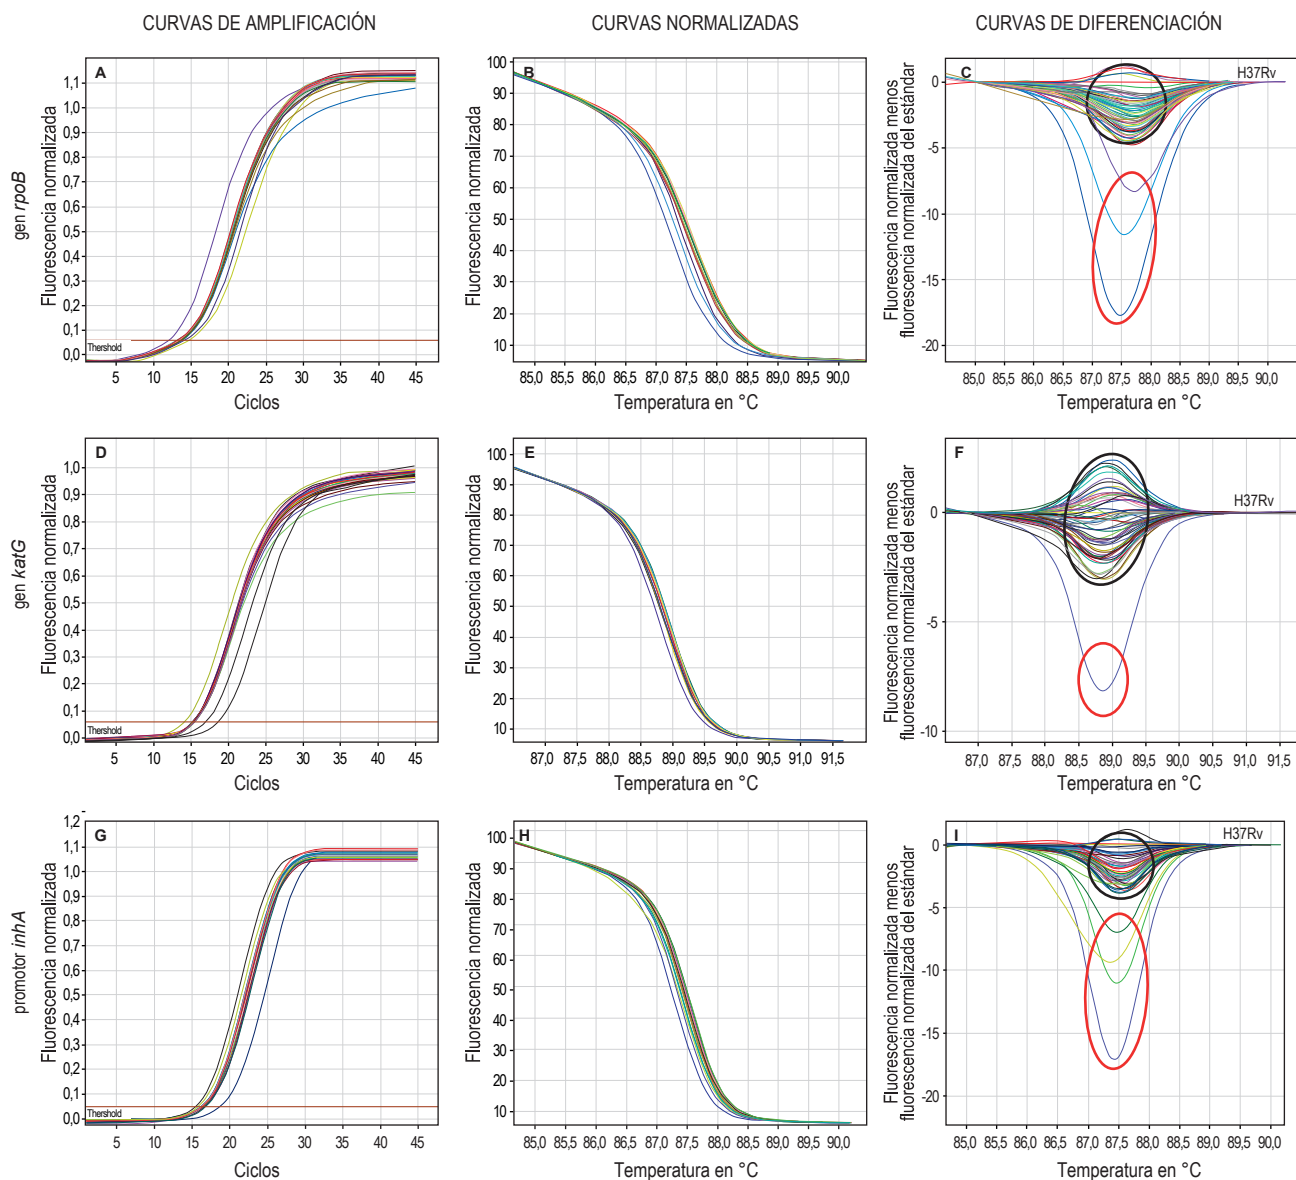 CURVAS DE AMPLIFICACIÓN
CURVAS NORMALIZADAS
CURVAS DE DIFERENCIACIÓN
gen rpoB
Fluorescencia normalizada
A
1,1
1,0
0,9
0,8
0,7
0,6
0,5
0,4
0,3
0,2
0,1
0,0
Thershold
5 10 15 20 25 30 35 40 45
Ciclos
Fluorescencia normalizada
B
100
90
80
70
60
50
40
30
20
10
85,0 85,5 86,0 86,5 87,0 87,5 88,0 88,5 89,0 89,5 90,0
Temperatura en °C
Fluorescencia normalizada menos
fluorescencia normalizada del estándar
C
H37Rv
0
-5
-10
-15
-20
85,0 85,5 86,0 86,5 87,0 87,5 88,0 88,5 89,0 89,5 90,0
Temperatura en °C
gen katG
Fluorescencia normalizada
D
1,0
0,9
0,8
0,7
0,6
0,5
0,4
0,3
0,2
0,1
0,0
Thershold
5 10 15 20 25 30 35 40 45
Ciclos
Fluorescencia normalizada
E
100
90
80
70
60
50
40
30
20
10
87,0 87,5 88,0 88,5 89,0 89,5 90,0 90,5 91,0 91,5
Temperatura en °C
Fluorescencia normalizada menos
fluorescencia normalizada del estándar
F
H37Rv
0
-5
-10
87,0 87,5 88,0 88,5 89,0 89,5 90,0 90,5 91,0 91,5
Temperatura en °C
promotor inhA
Fluorescencia normalizada
G
1,2
1,1
1,0
0,9
0,8
0,7
0,6
0,5
0,4
0,3
0,2
0,1
0,0
Thershold
5 10 15 20 25 30 35 40 45
Ciclos
Fluorescencia normalizada
H
100
90
80
70
60
50
40
30
20
10
85,0 85,5 86,0 86,5 87,0 87,5 88,0 88,5 89,0 89,5 90,0
Temperatura en °C
Fluorescencia normalizada menos
fluorescencia normalizada del estándar
I
H37Rv
0
-5
-10
-15
-20
85,0 85,5 86,0 86,5 87,0 87,5 88,0 88,5 89,0 89,5 90,0
Temperatura en °C